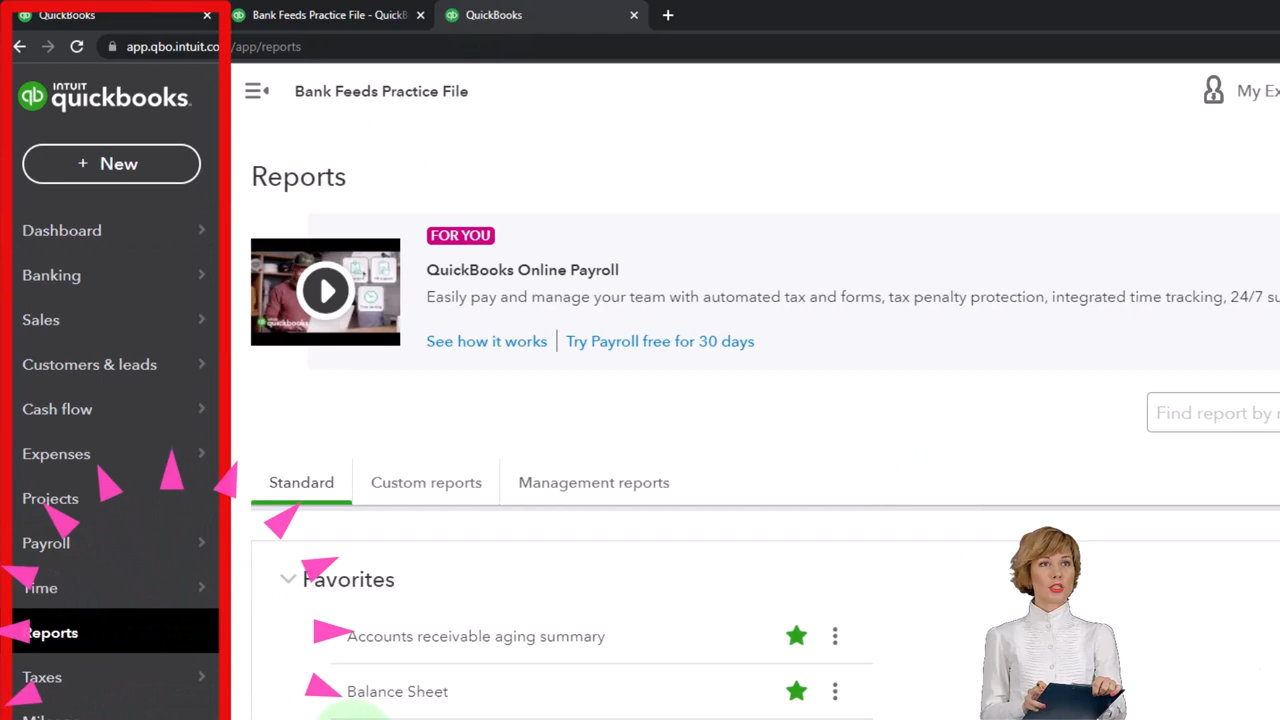 QuickBooks
Bank Feeds Practice File - QuickB
QuickBooks
app.qbo.intuit.co/app/reports
INTUIT
quickbooks.
qb
Bank Feeds Practice File
My Ex
+ New
Reports
FOR YOU
QuickBooks Online Payroll
Easily pay and manage your team with automated tax and forms, tax penalty protection, integrated time tracking, 24/7 su
See how it works
Try Payroll free for 30 days
Dashboard
Banking
Sales
Customers & leads
Cash flow
Expenses
Projects
Payroll
Time
Reports
Taxes
Find report by
Standard
Custom reports
Management reports
Favorites
Accounts receivable aging summary
Balance Sheet